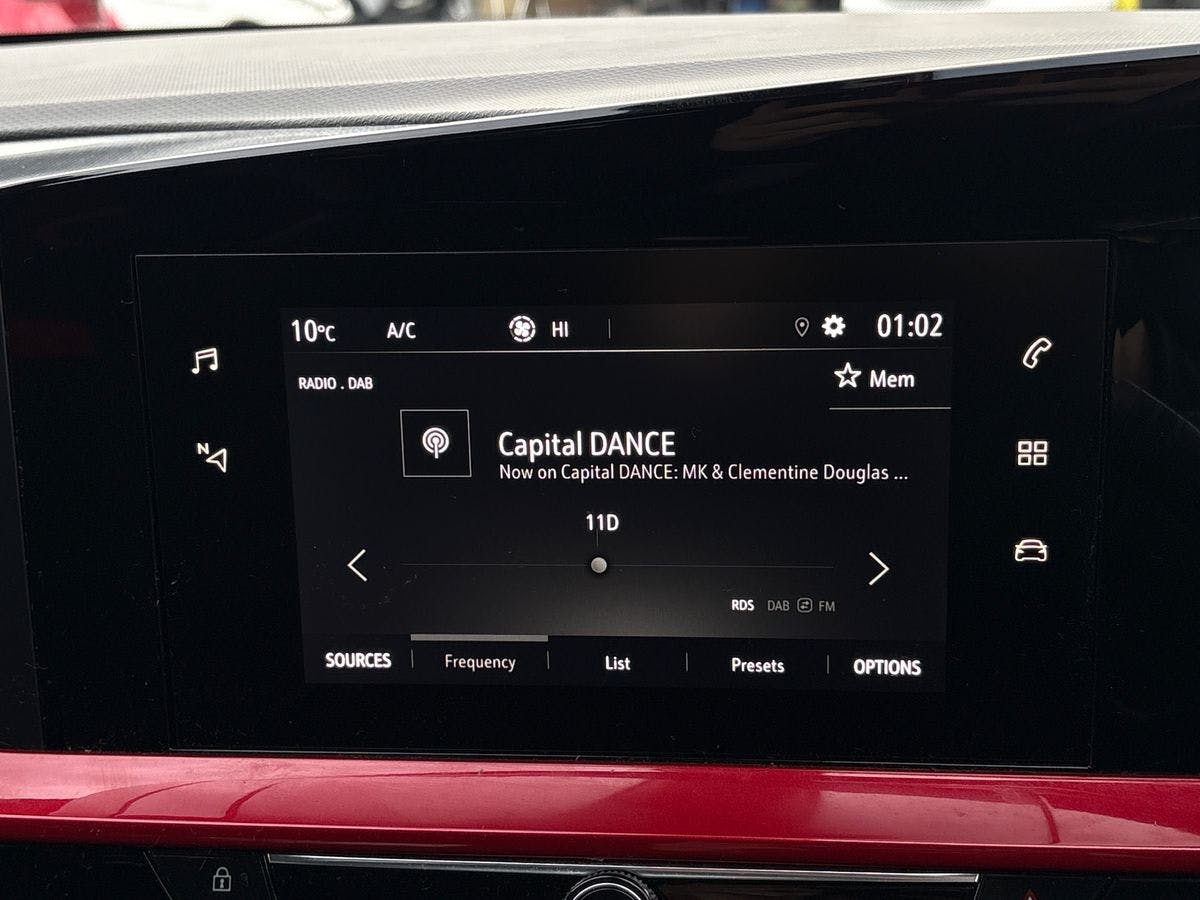 10°C A/C HI 01:02
RADIO . DAB
Mem
Capital DANCE
Now on Capital DANCE: MK & Clementine Douglas ...
11D
RDS DAB FM
SOURCES Frequency List Presets OPTIONS
N